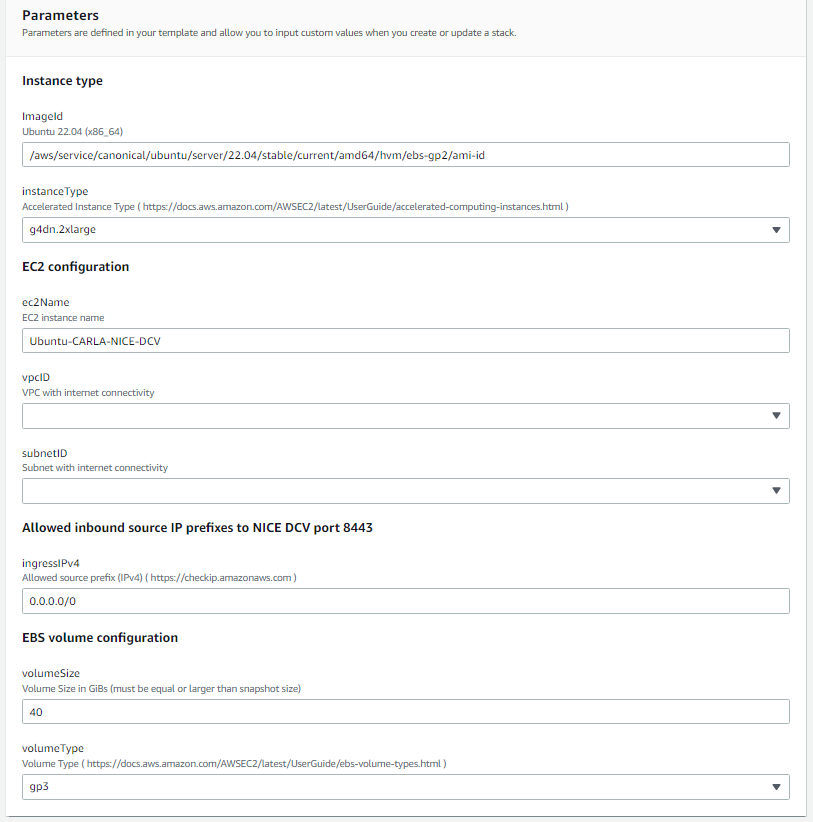 Parameters
Parameters are defined in your template and allow you to input custom values when you create or update a stack.
Instance type
ImageId
Ubuntu 22.04 (x86_64)
/aws/service/canonical/ubuntu/server/22.04/stable/current/amd64/hvm/ebs-gp2/ami-id
instanceType
Accelerated Instance Type ( https://docs.aws.amazon.com/AWSEC2/latest/UserGuide/accelerated-computing-instances.html )
g4dn.2xlarge
EC2 configuration
ec2Name
EC2 instance name
Ubuntu-CARLA-NICE-DCV
vpcID
VPC with internet connectivity
subnetID
Subnet with internet connectivity
Allowed inbound source IP prefixes to NICE DCV port 8443
ingressIPv4
Allowed source prefix (IPv4) ( https://checkip.amazonaws.com )
0.0.0.0/0
EBS volume configuration
volumeSize
Volume Size in GiBs (must be equal or larger than snapshot size)
40
volumeType
Volume Type ( https://docs.aws.amazon.com/AWSEC2/latest/UserGuide/ebs-volume-types.html )
gp3